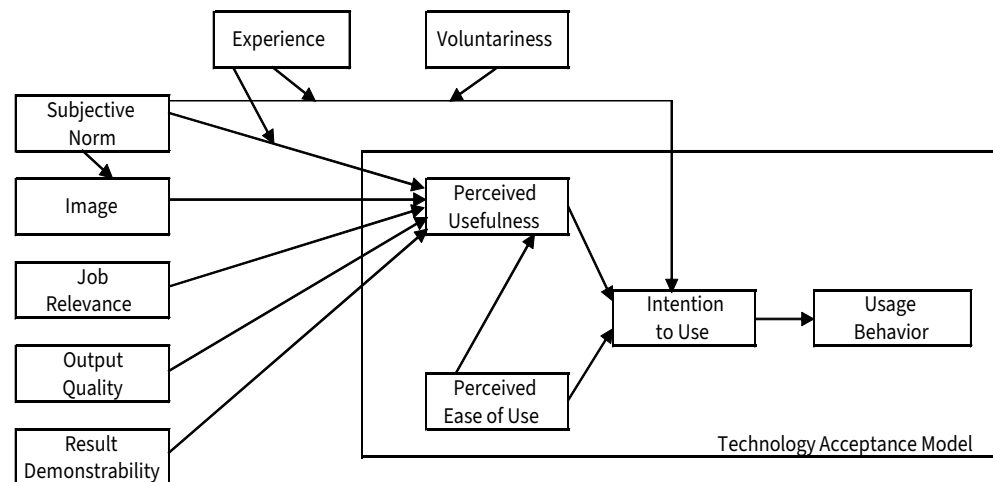 Experience
Voluntariness
Subjective
Norm
Image
Perceived
Usefulness
Job
Relevance
Intention
to Use
Usage
Behavior
Output
Quality
Perceived
Ease of Use
Result
Demonstrability
Technology Acceptance Model